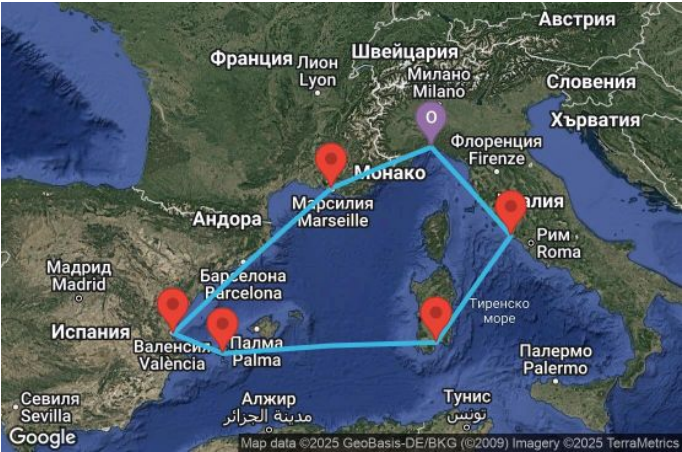 Австрия
Франция
Лион
Lyon
Швейцария
Милано
Milano
Словения
Хърватия
O
Флоренция
Firenze
Монако
Марсилия
Marseille
Андора
Рим
Roma
Мадрид
Madrid
Барселона
Barcelona
Тиренско
море
Испания
Валенсия
València
Палма
Palma
Палермо
Palermo
Севиля
Sevilla
Алжир
مدينة الجزائر
Тунис
تونس
Google
Map data ©2025 GeoBasis-DE/BKG (©2009) Imagery ©2025 TerraMetrics